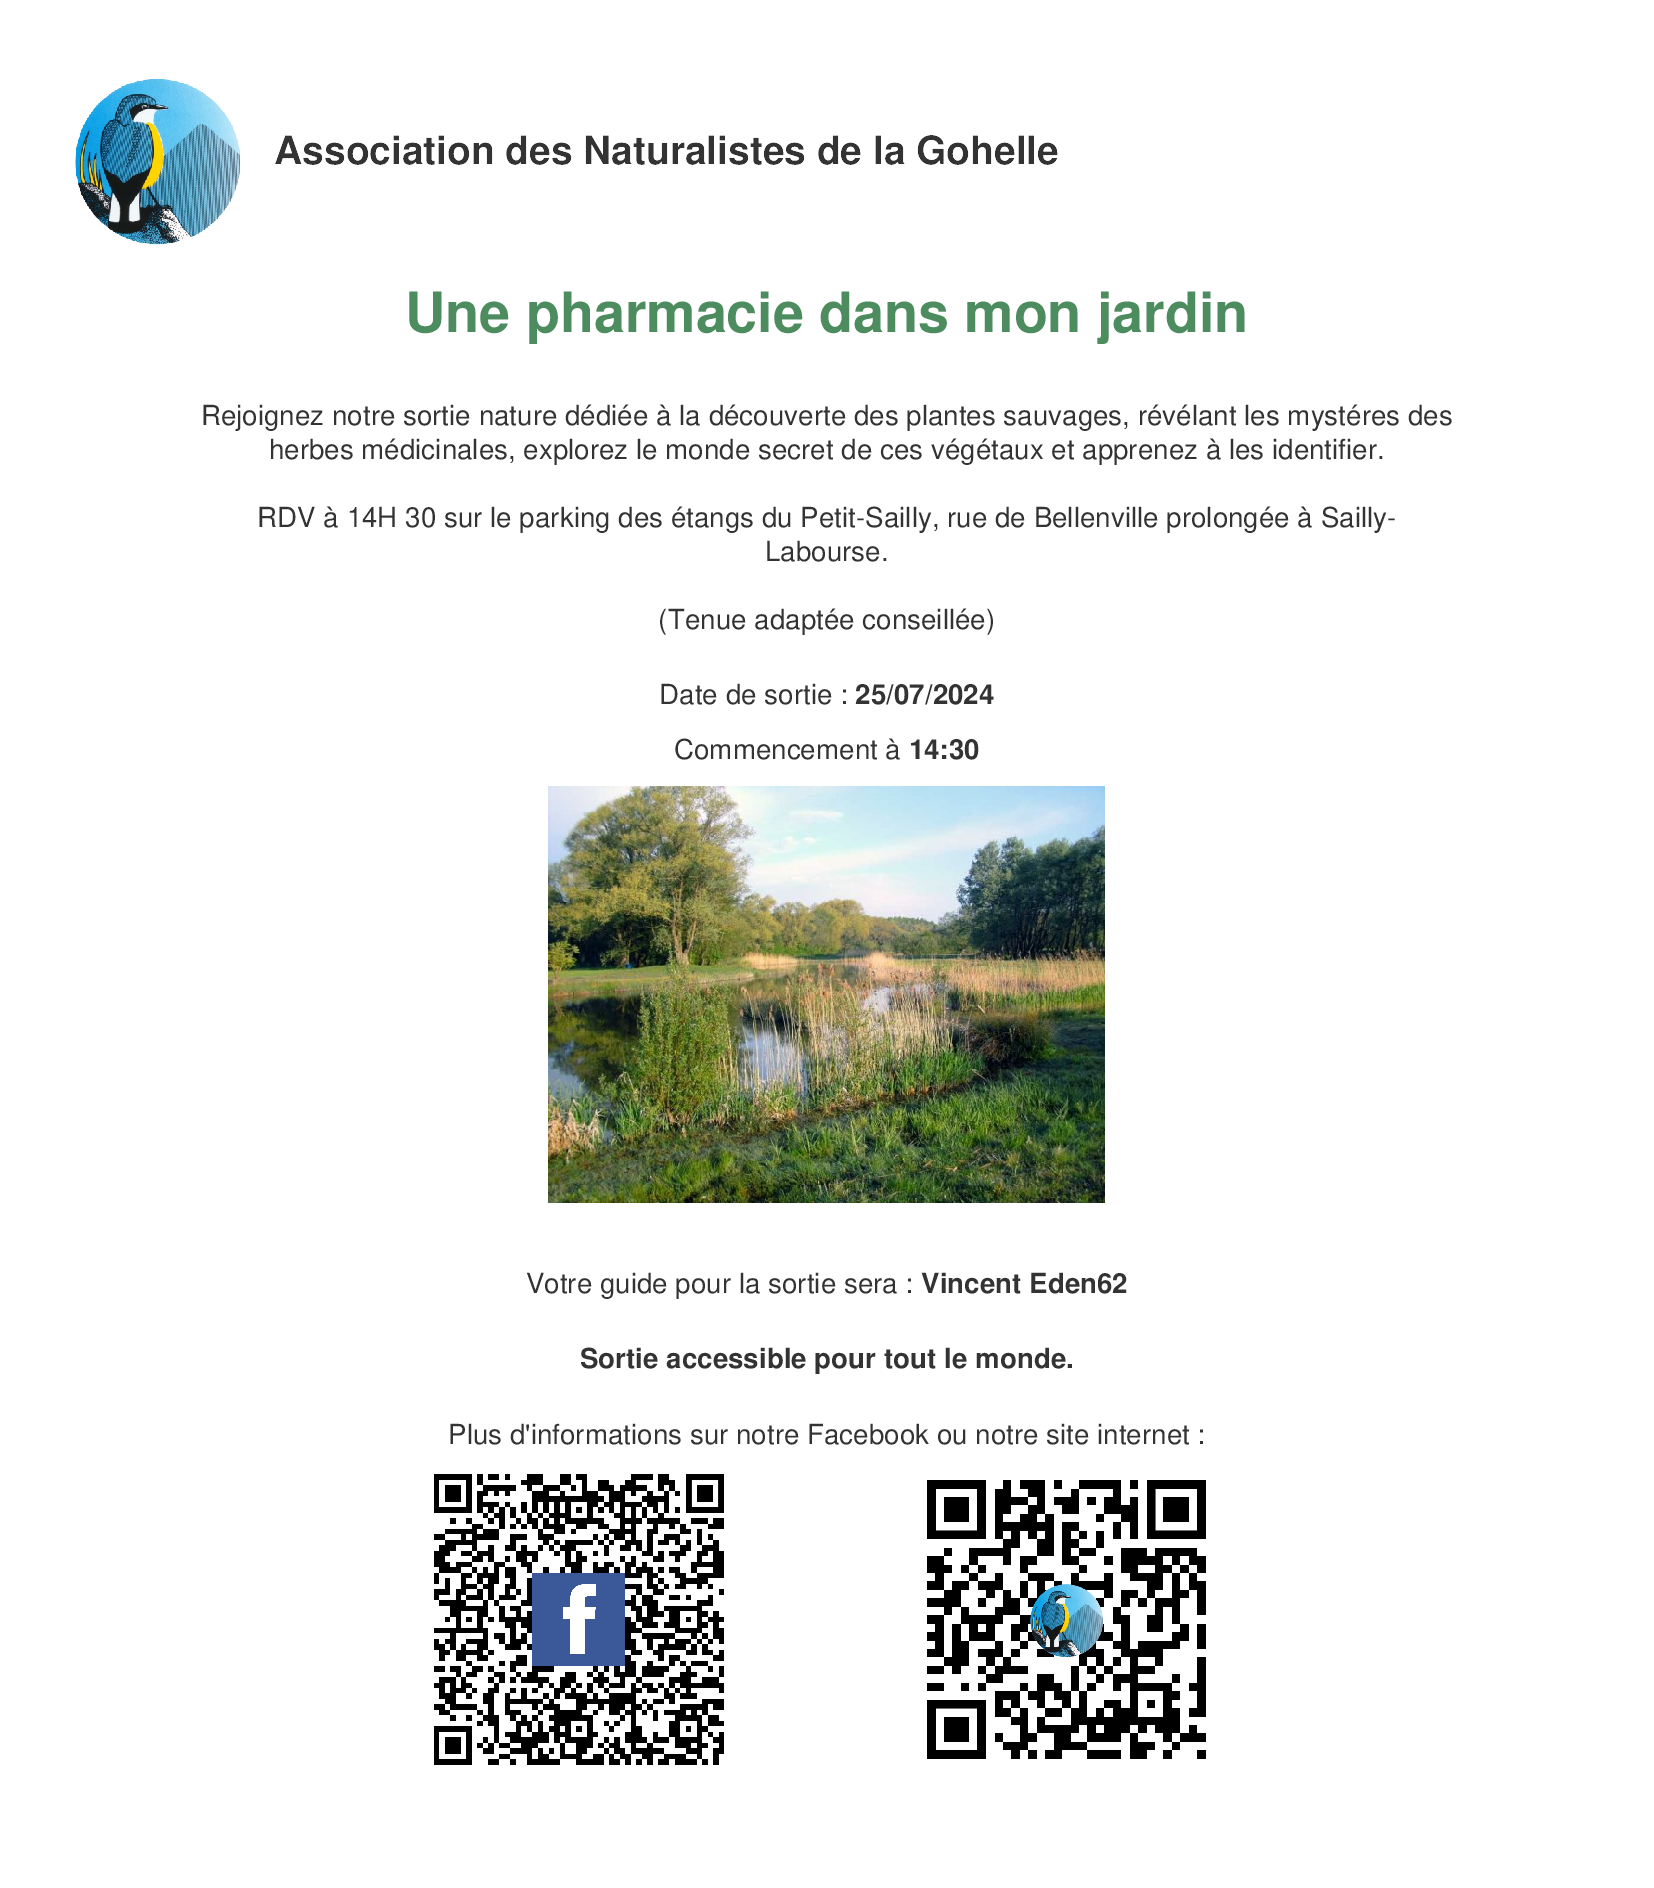 Association des Naturalistes de la Gohelle
Une pharmacie dans mon jardin
Rejoignez notre sortie nature dédiée à la découverte des plantes sauvages, révélant les mystéres des
herbes médicinales, explorez le monde secret de ces végétaux et apprenez à les identifier.
RDV à 14H 30 sur le parking des étangs du Petit-Sailly, rue de Bellenville prolongée à Sailly-
Labourse.
(Tenue adaptée conseillée)
Date de sortie : 25/07/2024
Commencement à 14:30
Votre guide pour la sortie sera : Vincent Eden62
Sortie accessible pour tout le monde.
Plus d'informations sur notre Facebook ou notre site internet :
f